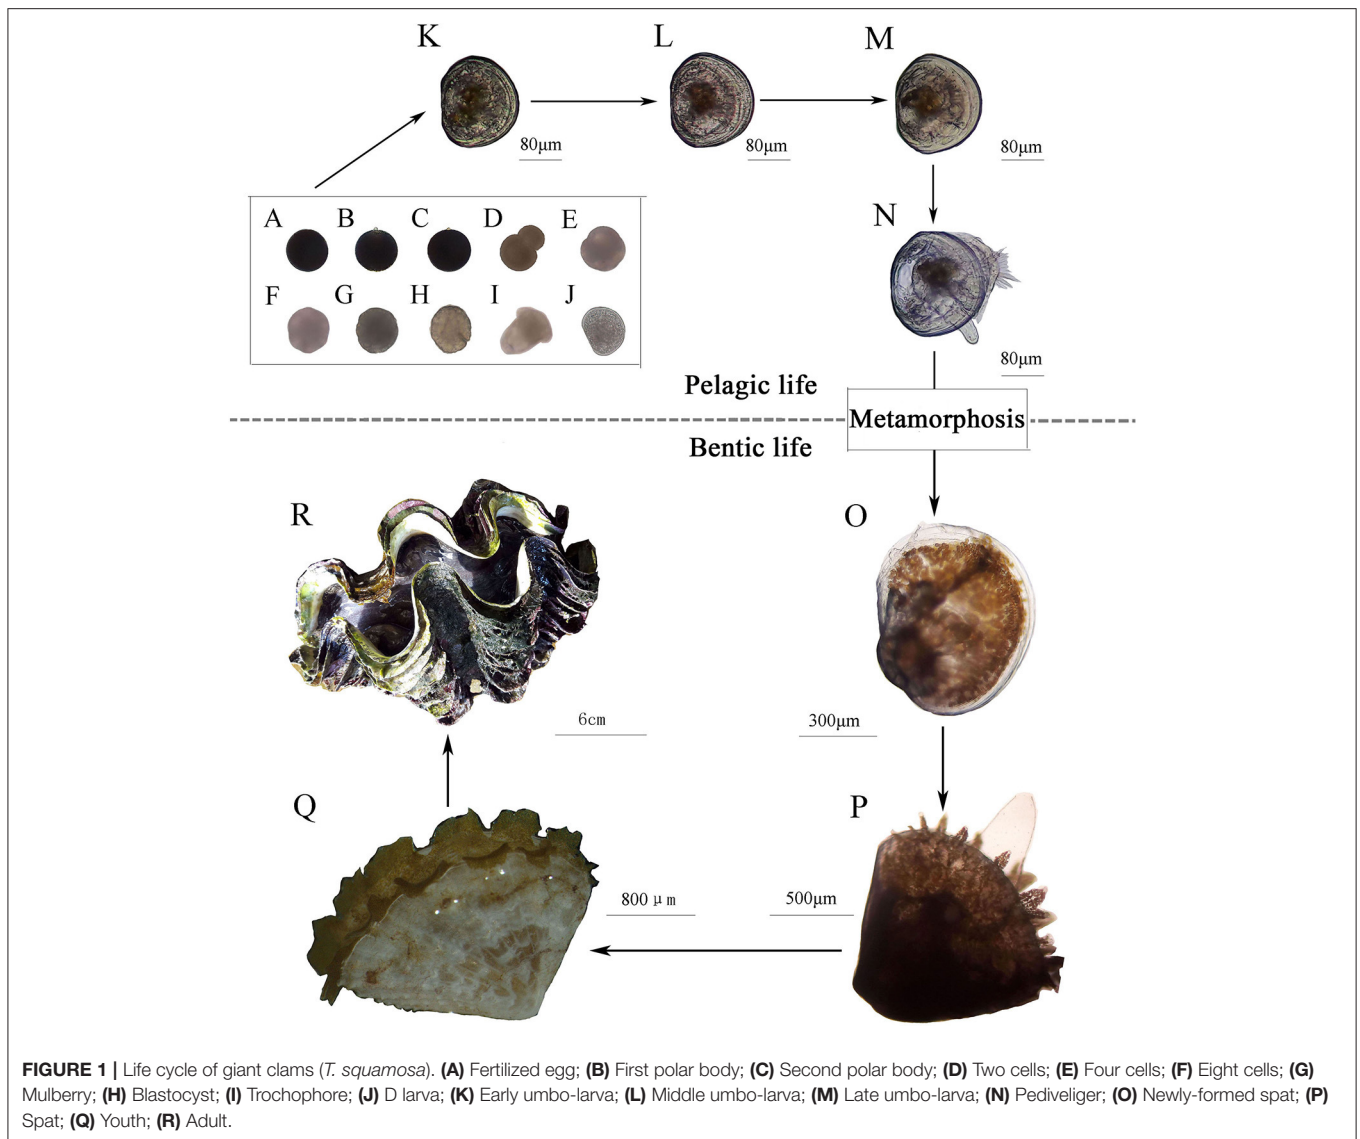 K
L
M
80μm
80μm
80μm
A
B
C
D
E
F
G
H
I
J
N
80μm
Pelagic life
Metamorphosis
Bentic life
R
O
6cm
300μm
Q
P
800μm
500μm
FIGURE 1 | Life cycle of giant clams (T. squamosa). (A) Fertilized egg; (B) First polar body; (C) Second polar body; (D) Two cells; (E) Four cells; (F) Eight cells; (G)
Mulberry; (H) Blastocyst; (I) Trochophore; (J) D larva; (K) Early umbo-larva; (L) Middle umbo-larva; (M) Late umbo-larva; (N) Pediveliger; (O) Newly-formed spat; (P)
Spat; (Q) Youth; (R) Adult.